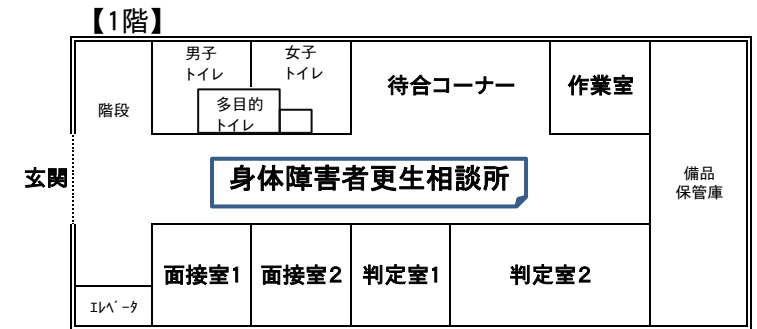 【1階】
男子
トイレ
女子
トイレ
待合コーナー
作業室
階段
多目的
トイレ
玄関
身体障害者更生相談所
備品
保管庫
面接室1
面接室2
判定室1
判定室2
ｴﾚﾍﾞｰﾀ